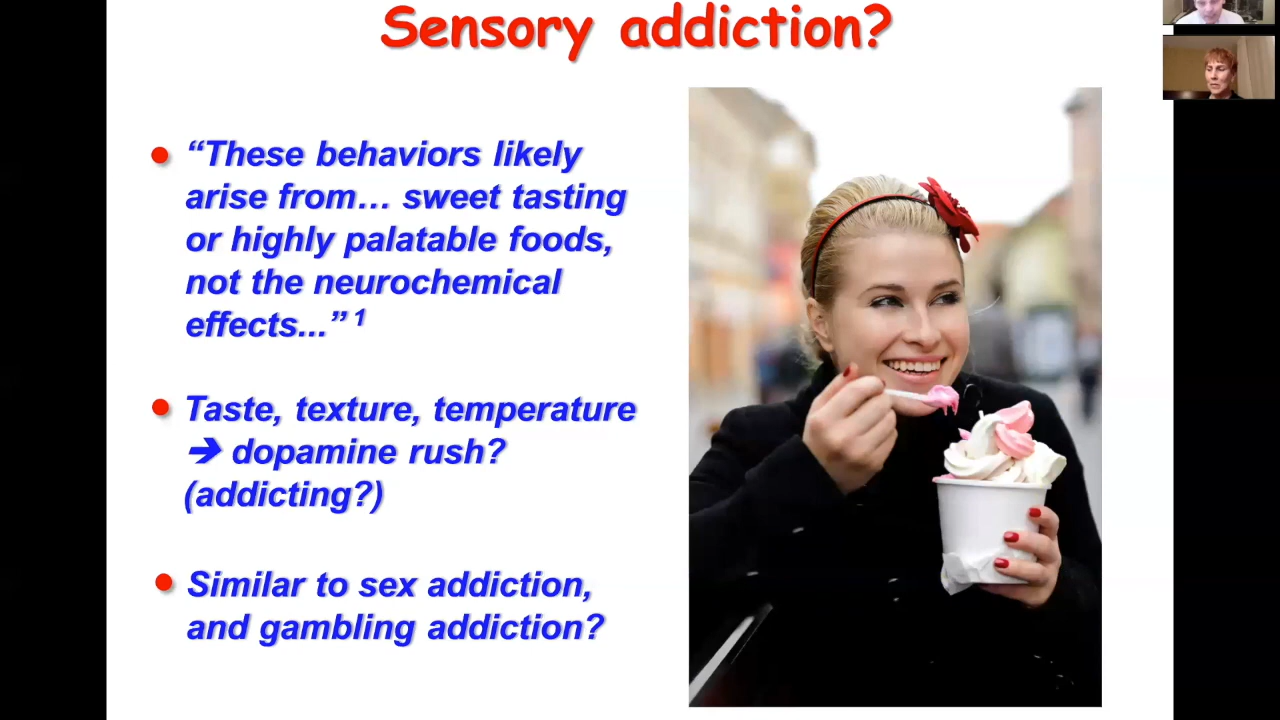 Sensory addiction?
• “These behaviors likely
arise from... sweet tasting
or highly palatable foods,
not the neurochemical
effects...” 1
• Taste, texture, temperature
➔ dopamine rush?
(addicting?)
• Similar to sex addiction,
and gambling addiction?